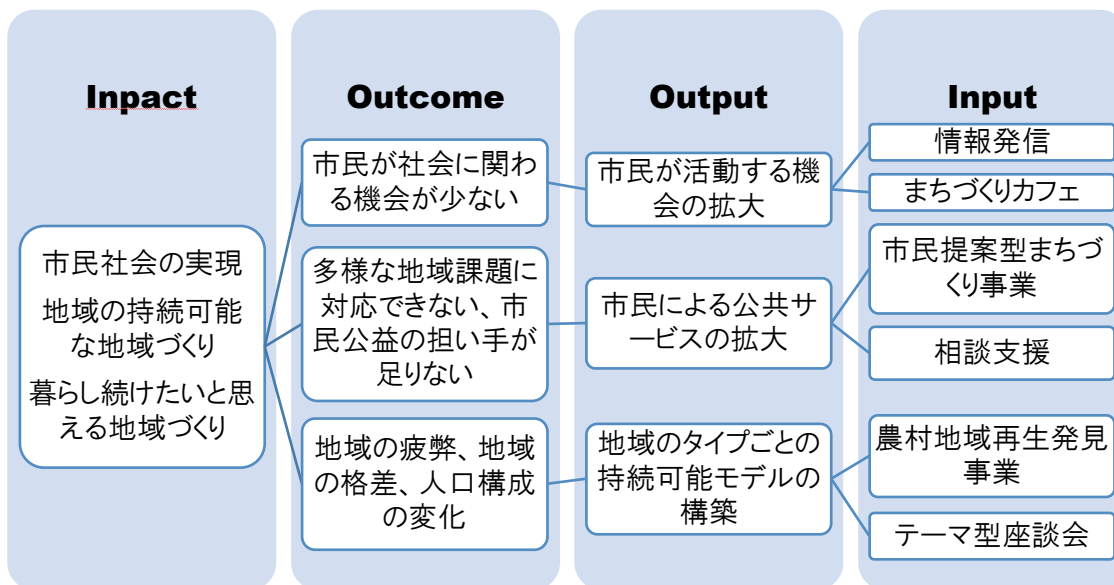 Inpact
市民社会の実現
地域の持続可能
な地域づくり
暮らし続けたいと思
える地域づくり
Outcome
市民が社会に関わ
る機会が少ない
多様な地域課題に
対応できない、市
民公益の担い手が
足りない
地域の疲弊、地域
の格差、人口構成
の変化
Output
市民が活動する機
会の拡大
市民による公共サ
ービスの拡大
地域のタイプごとの
持続可能モデルの
構築
Input
情報発信
まちづくりカフェ
市民提案型まちづ
くり事業
相談支援
農村地域再生発見
事業
テーマ型座談会